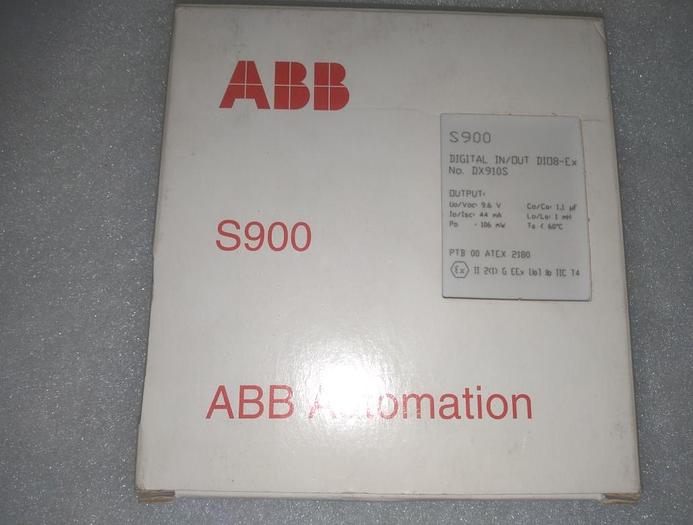 ABB
S900
DIGITAL IN/OUT DIO8-Ex
No. DX910S
OUTPUT:
Uo/Voc: 9.6 V Co/Ca: 1,1 µF
Io/Isc: 44 mA Lo/La: 1 mH
Po : 106 mW Ta < 60°C
PTB 00 ATEX 2180
Ex II 2(1) G EEx ib IIC T4
S900
ABB Automation